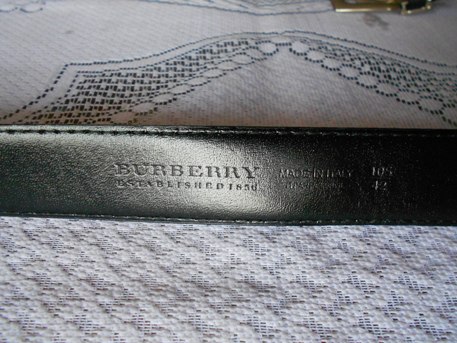 BURBERRY
ESTABLISHED 1856
MADE IN ITALY
105
42